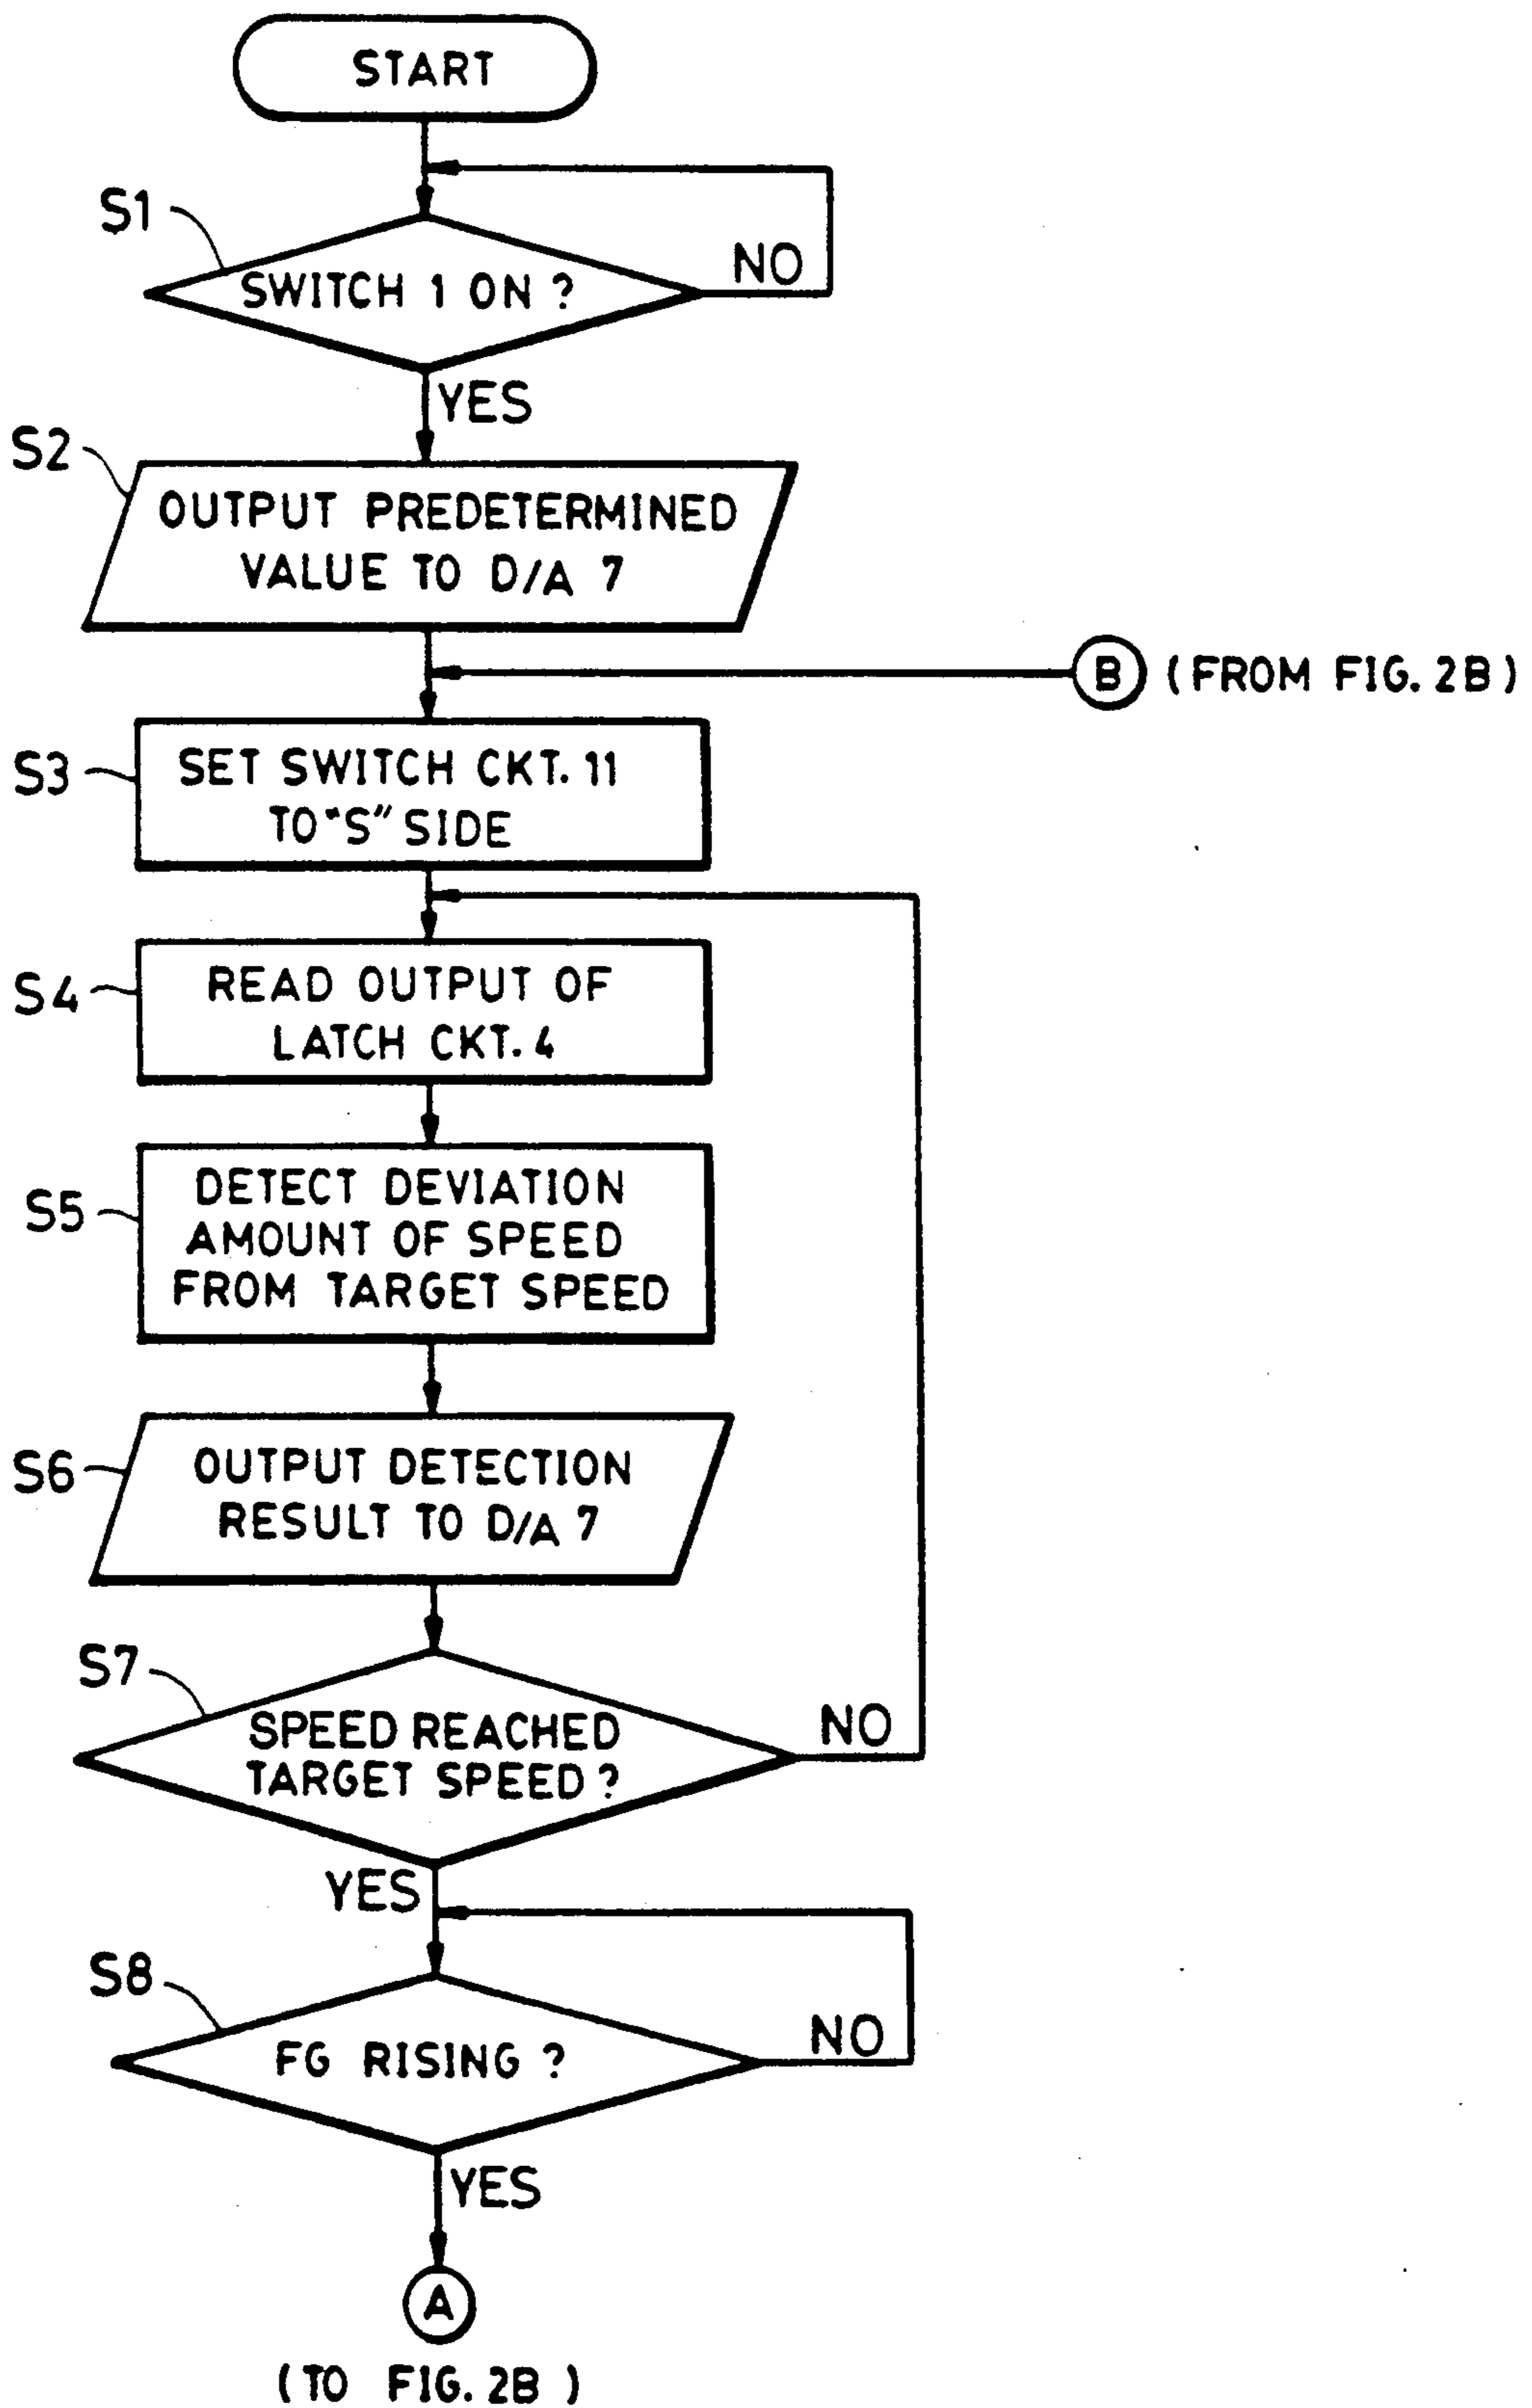 START
S1
SWITCH 1 ON ?
NO
YES
S2
OUTPUT PREDETERMINED
VALUE TO D/A 7
B (FROM FIG. 2B)
S3
SET SWITCH CKT. 11
TO "S" SIDE
S4
READ OUTPUT OF
LATCH CKT. 4
S5
DETECT DEVIATION
AMOUNT OF SPEED
FROM TARGET SPEED
S6
OUTPUT DETECTION
RESULT TO D/A 7
S7
SPEED REACHED
TARGET SPEED ?
NO
YES
S8
FG RISING ?
NO
YES
A
(TO FIG. 2B )